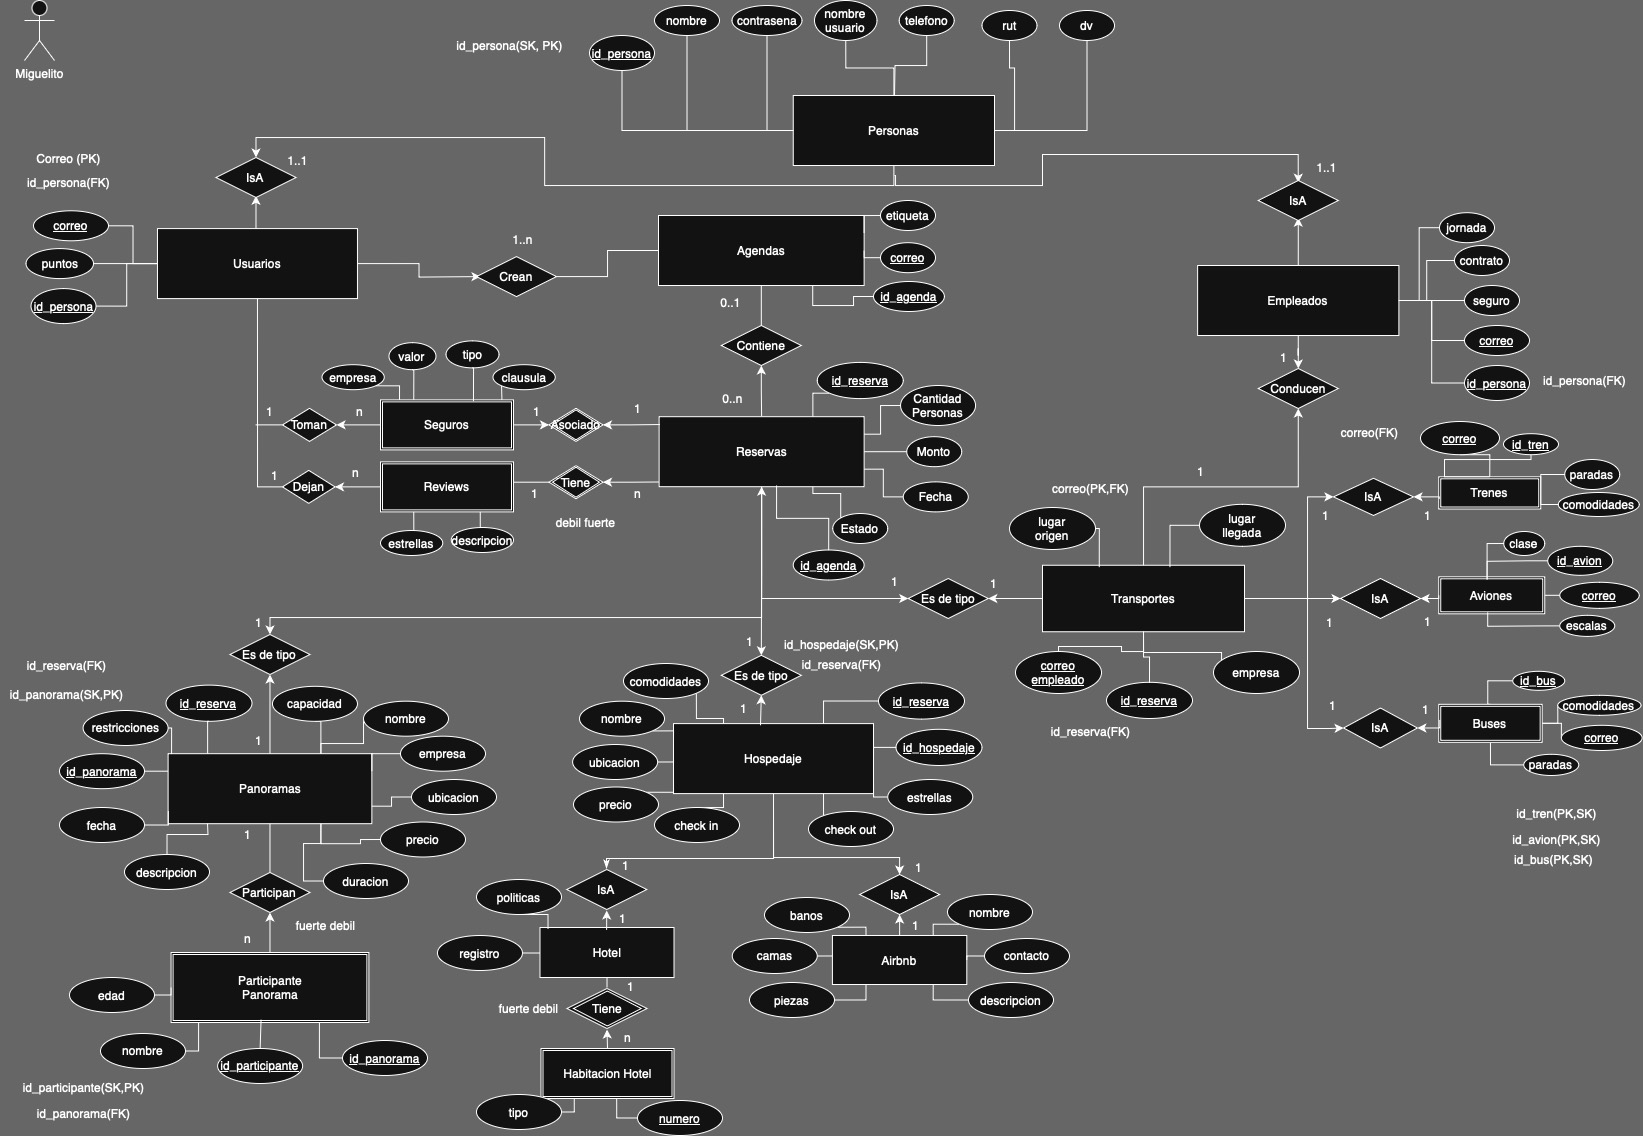 Miguelito
id_persona(SK, PK)
id_persona
nombre
contrasena
nombre
usuario
telefono
rut
dv
Personas
Correo (PK)
id_persona(FK)
IsA
1..1
1..1
IsA
correo
puntos
id_persona
Usuarios
1..n
Crean
Agendas
etiqueta
correo
id_agenda
0..1
Contiene
0..n
Empleados
jornada
contrato
seguro
correo
id_persona
id_persona(FK)
1
Conducen
empresa
valor
tipo
clausula
1
Toman
n
Seguros
1
Asociado
1
Reservas
id_reserva
Cantidad
Personas
Monto
Fecha
Estado
id_agenda
1
Dejan
n
Reviews
1
Tiene
n
debil fuerte
estrellas
descripcion
correo(FK)
1
correo(PK,FK)
lugar
origen
lugar
llegada
correo
id_tren
paradas
comodidades
IsA
1
1
Trenes
clase
id_avion
correo
escalas
IsA
1
1
Aviones
1
Es de tipo
1
Transportes
correo
empleado
id_reserva
empresa
id_reserva(FK)
id_bus
comodidades
correo
paradas
1
IsA
1
Buses
id_tren(PK,SK)
id_avion(PK,SK)
id_bus(PK,SK)
1
Es de tipo
id_reserva(FK)
id_panorama(SK,PK)
id_reserva
capacidad
restricciones
nombre
empresa
id_panorama
1
Panoramas
ubicacion
fecha
precio
descripcion
duracion
1
Participan
fuerte debil
n
Participante
Panorama
edad
nombre
id_participante
id_panorama
id_participante(SK,PK)
id_panorama(FK)
1
id_hospedaje(SK,PK)
id_reserva(FK)
Es de tipo
1
comodidades
nombre
ubicacion
precio
check in
check out
Hospedaje
id_reserva
id_hospedaje
estrellas
1
IsA
1
politicas
registro
Hotel
1
fuerte debil
Tiene
n
Habitacion Hotel
tipo
numero
1
IsA
1
banos
camas
piezas
Airbnb
nombre
contacto
descripcion